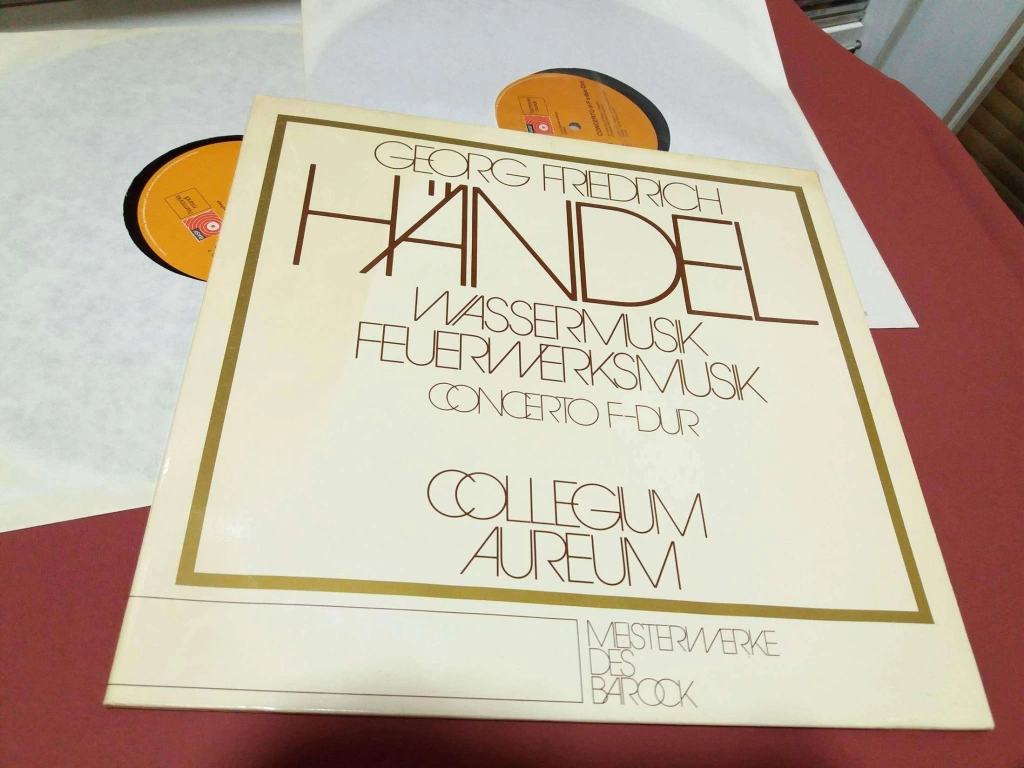 GEORG FRIEDRICH
HÄNDEL
WASSERMUSIK
FEUERWERKSMUSIK
CONCERTO F-DUR
COLLEGIUM
AUREUM
MEISTERWERKE
DES
BAROCK